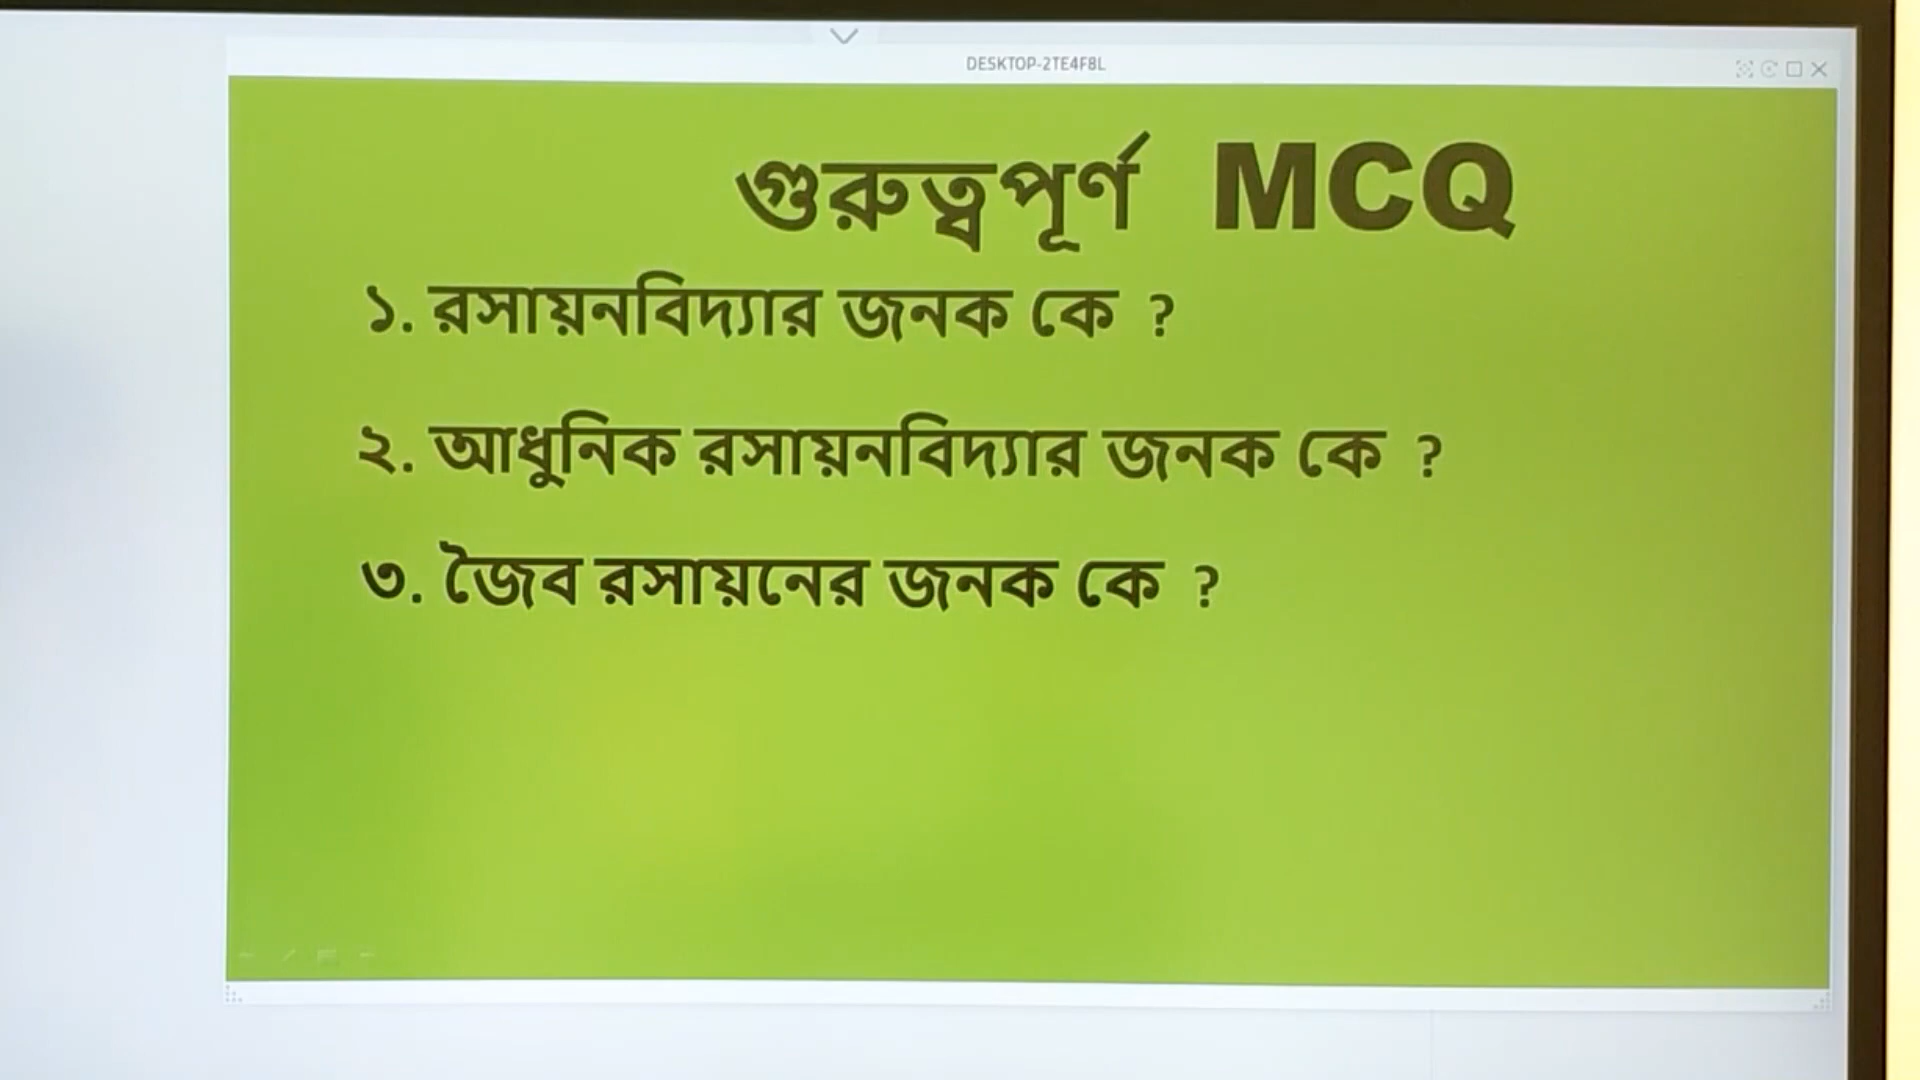 DESKTOP-2TE4F8L
গুরুত্বপূর্ণ MCQ
১. রসায়নবিদ্যার জনক কে ?
২. আধুনিক রসায়নবিদ্যার জনক কে ?
৩. জৈব রসায়নের জনক কে ?